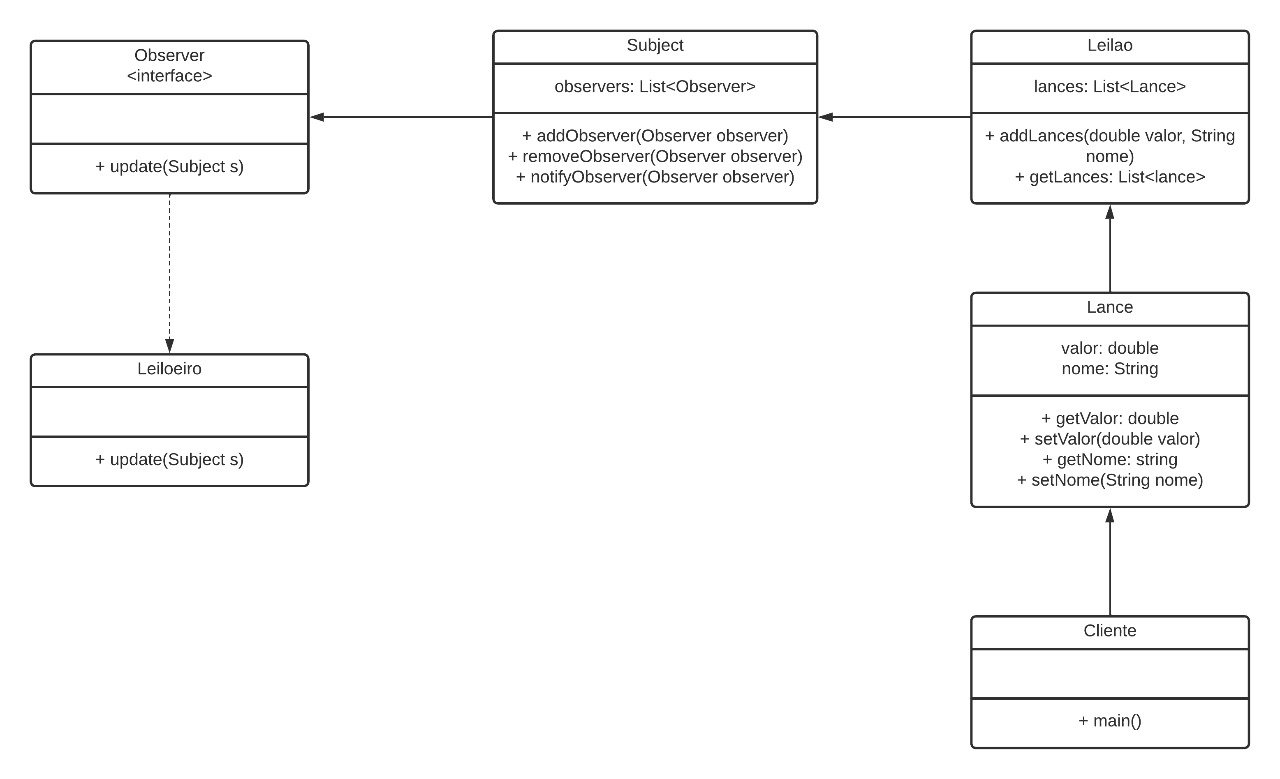 Observer
<interface>
+ update(Subject s)
Subject
observers: List<Observer>
+ addObserver(Observer observer)
+ removeObserver(Observer observer)
+ notifyObserver(Observer observer)
Leilao
lances: List<Lance>
+ addLances(double valor, String
nome)
+ getLances: List<lance>
Leiloeiro
+ update(Subject s)
Lance
valor: double
nome: String
+ getValor: double
+ setValor(double valor)
+ getNome: string
+ setNome(String nome)
Cliente
+ main()